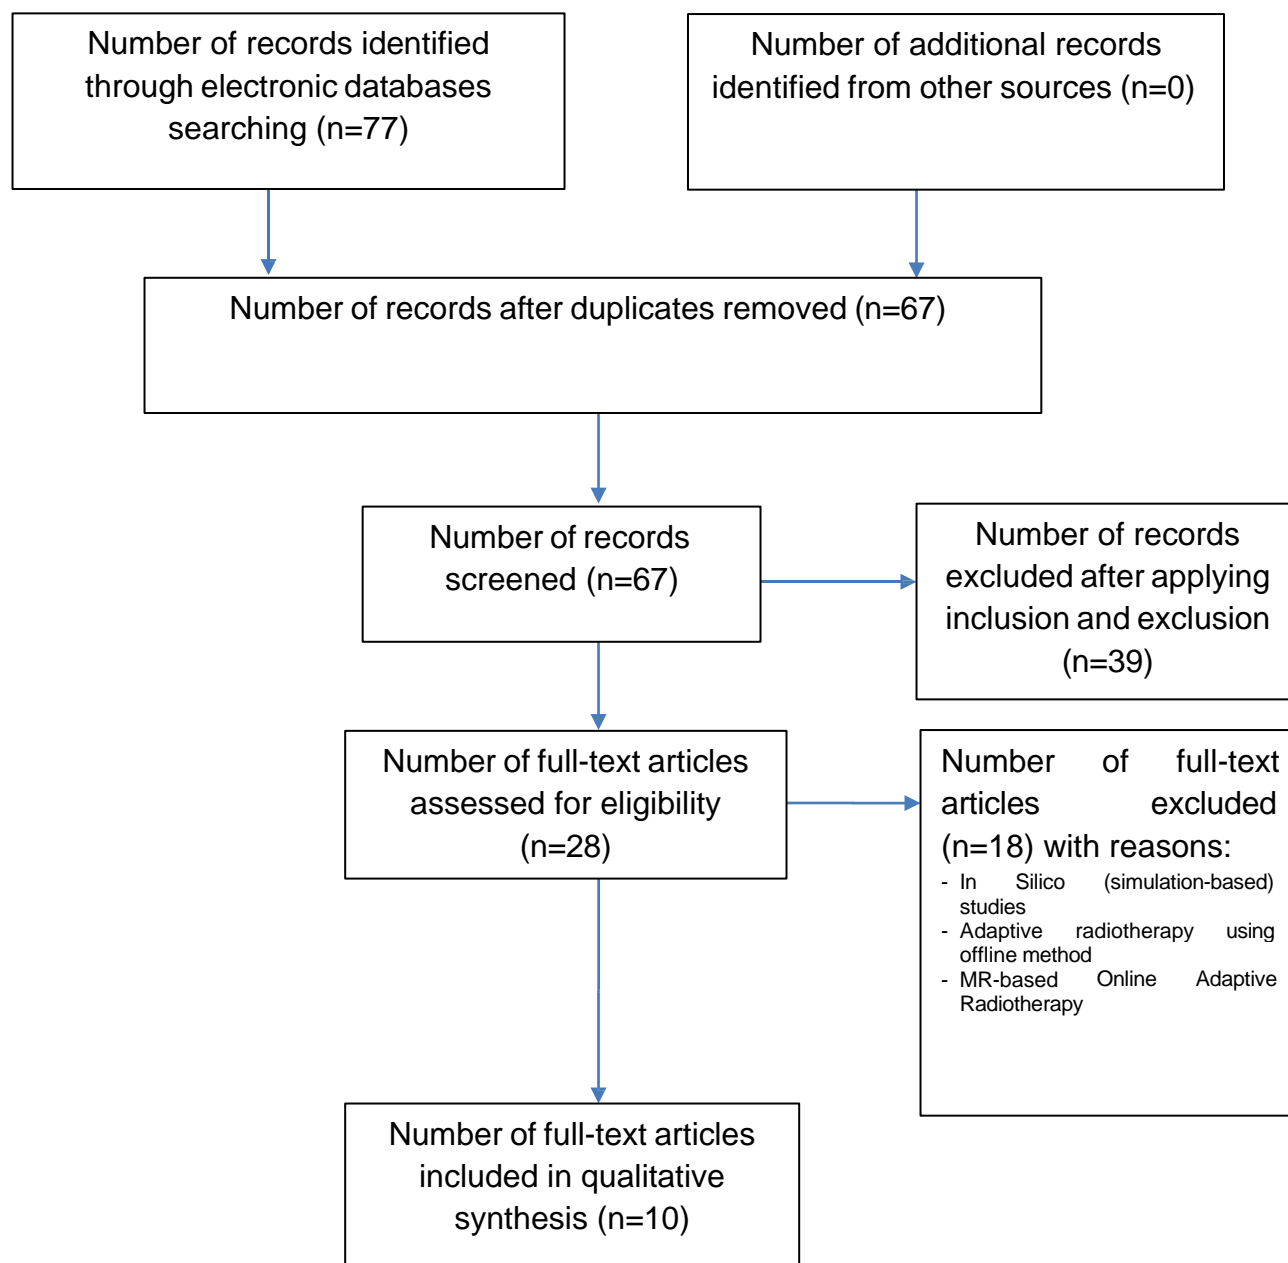 Number of records identified
through electronic databases
searching (n=77)
Number of additional records
identified from other sources (n=0)
Number of records after duplicates removed (n=67)
Number of records
screened (n=67)
Number of records
excluded after applying
inclusion and exclusion
(n=39)
Number of full-text articles
assessed for eligibility
(n=28)
Number of full-text
articles excluded
(n=18) with reasons:
- In Silico (simulation-based)
studies
- Adaptive radiotherapy using
offline method
- MR-based Online Adaptive
Radiotherapy
Number of full-text articles
included in qualitative
synthesis (n=10)